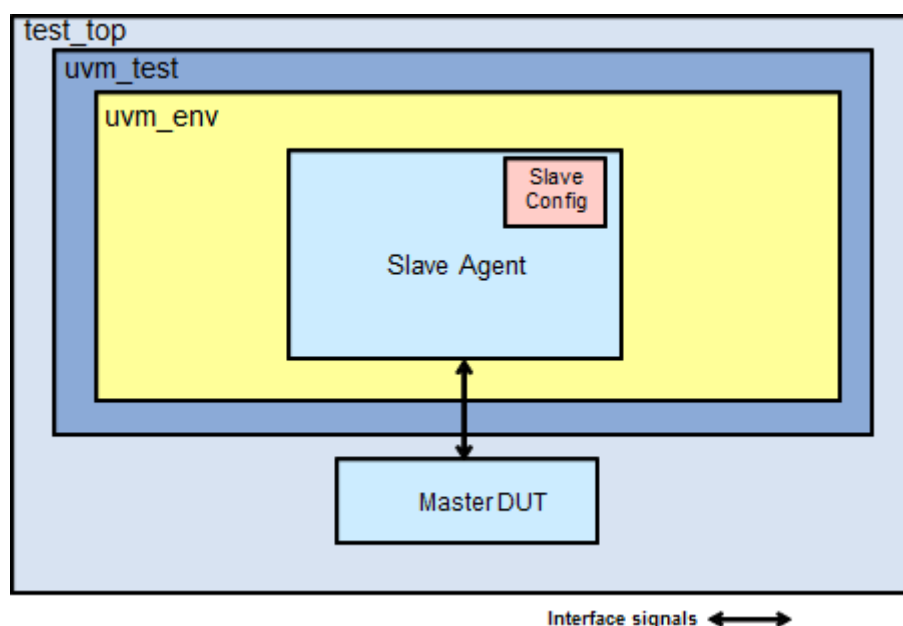 test_top
uvm_test
uvm_env
Slave
Config
Slave Agent
Master DUT
Interface signals